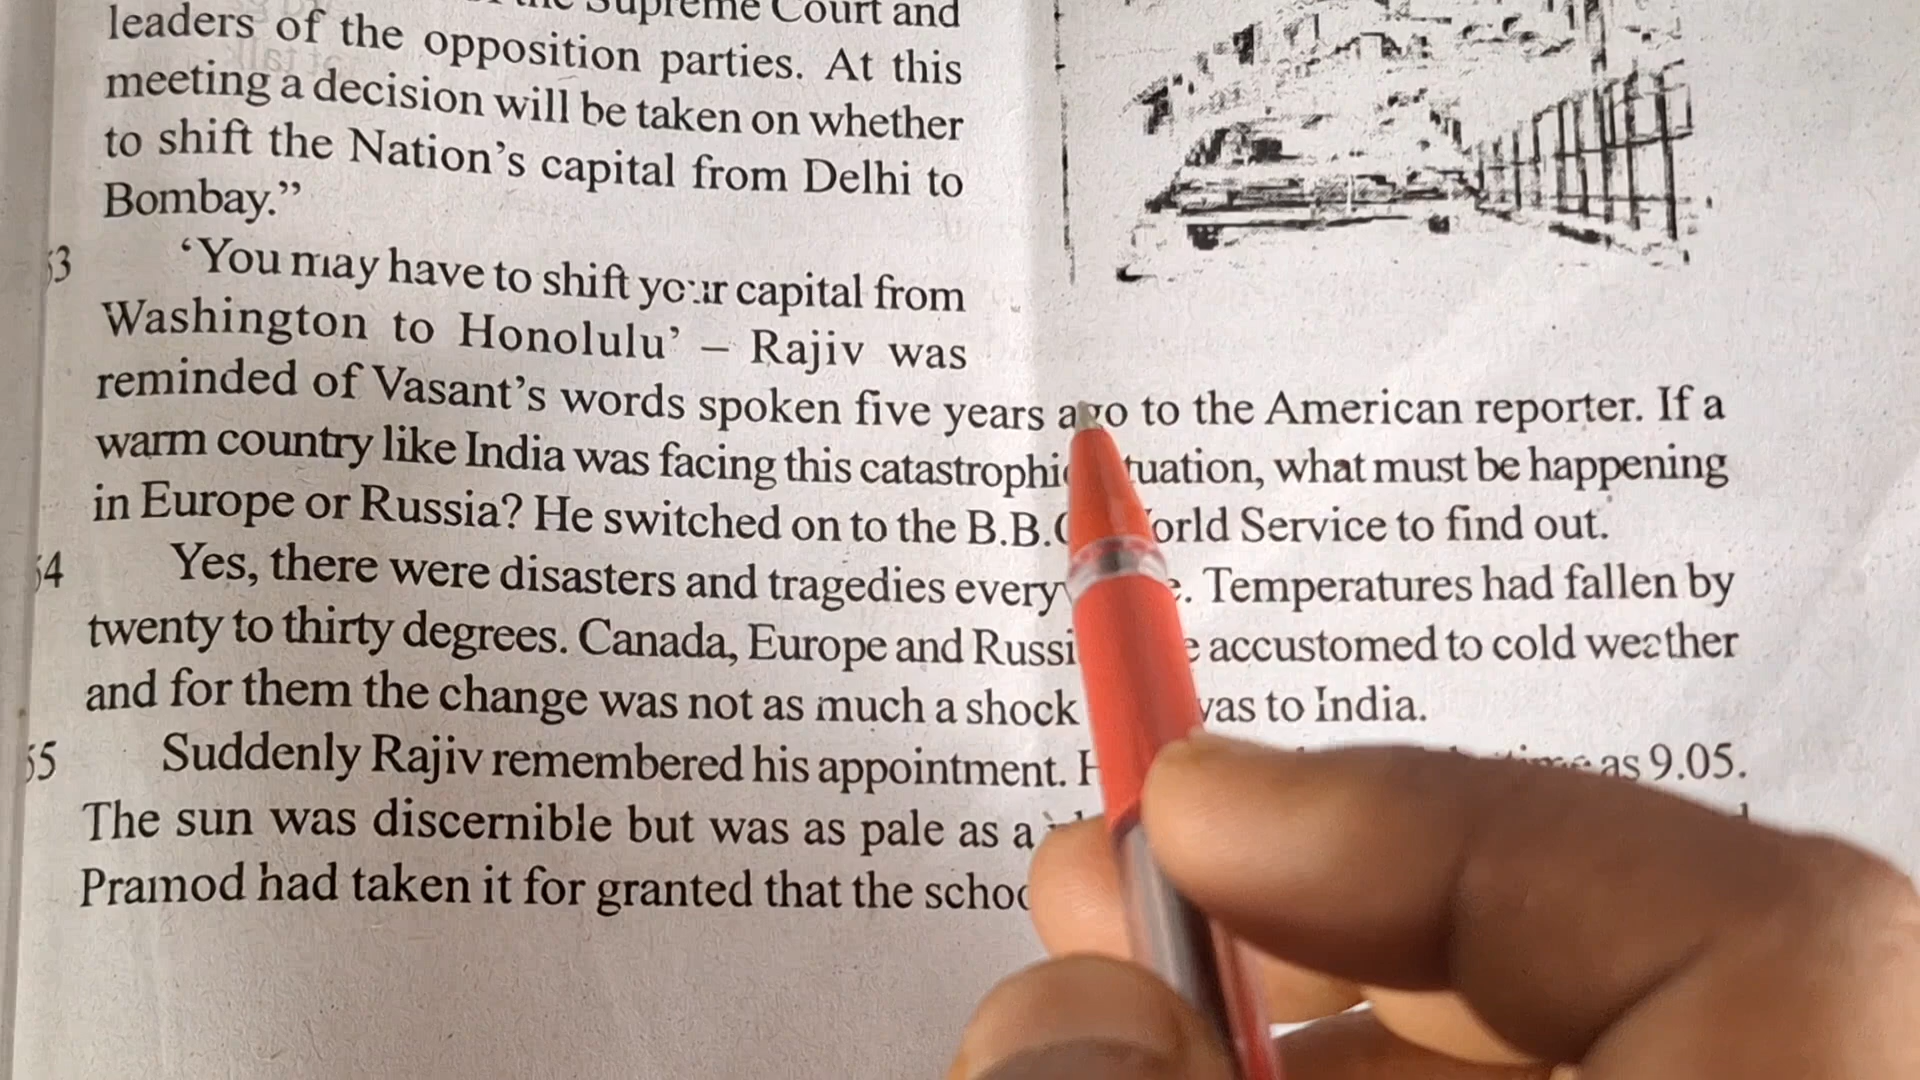 the Supreme Court and
leaders of the opposition parties. At this
meeting a decision will be taken on whether
to shift the Nation's capital from Delhi to
Bombay.”
‘You may have to shift your capital from
Washington to Honolulu’ – Rajiv was
reminded of Vasant’s words spoken five years ago to the American reporter. If a
warm country like India was facing this catastrophic situation, what must be happening
in Europe or Russia? He switched on to the B.B.C World Service to find out.
54 Yes, there were disasters and tragedies every Temperatures had fallen by
twenty to thirty degrees. Canada, Europe and accustomed to cold weather
and for them the change was not as much a shock was to India.
55 Suddenly Rajiv remembered his appointment. as 9.05.
The sun was discernible but was as pale as a
Pramod had taken it for granted that the